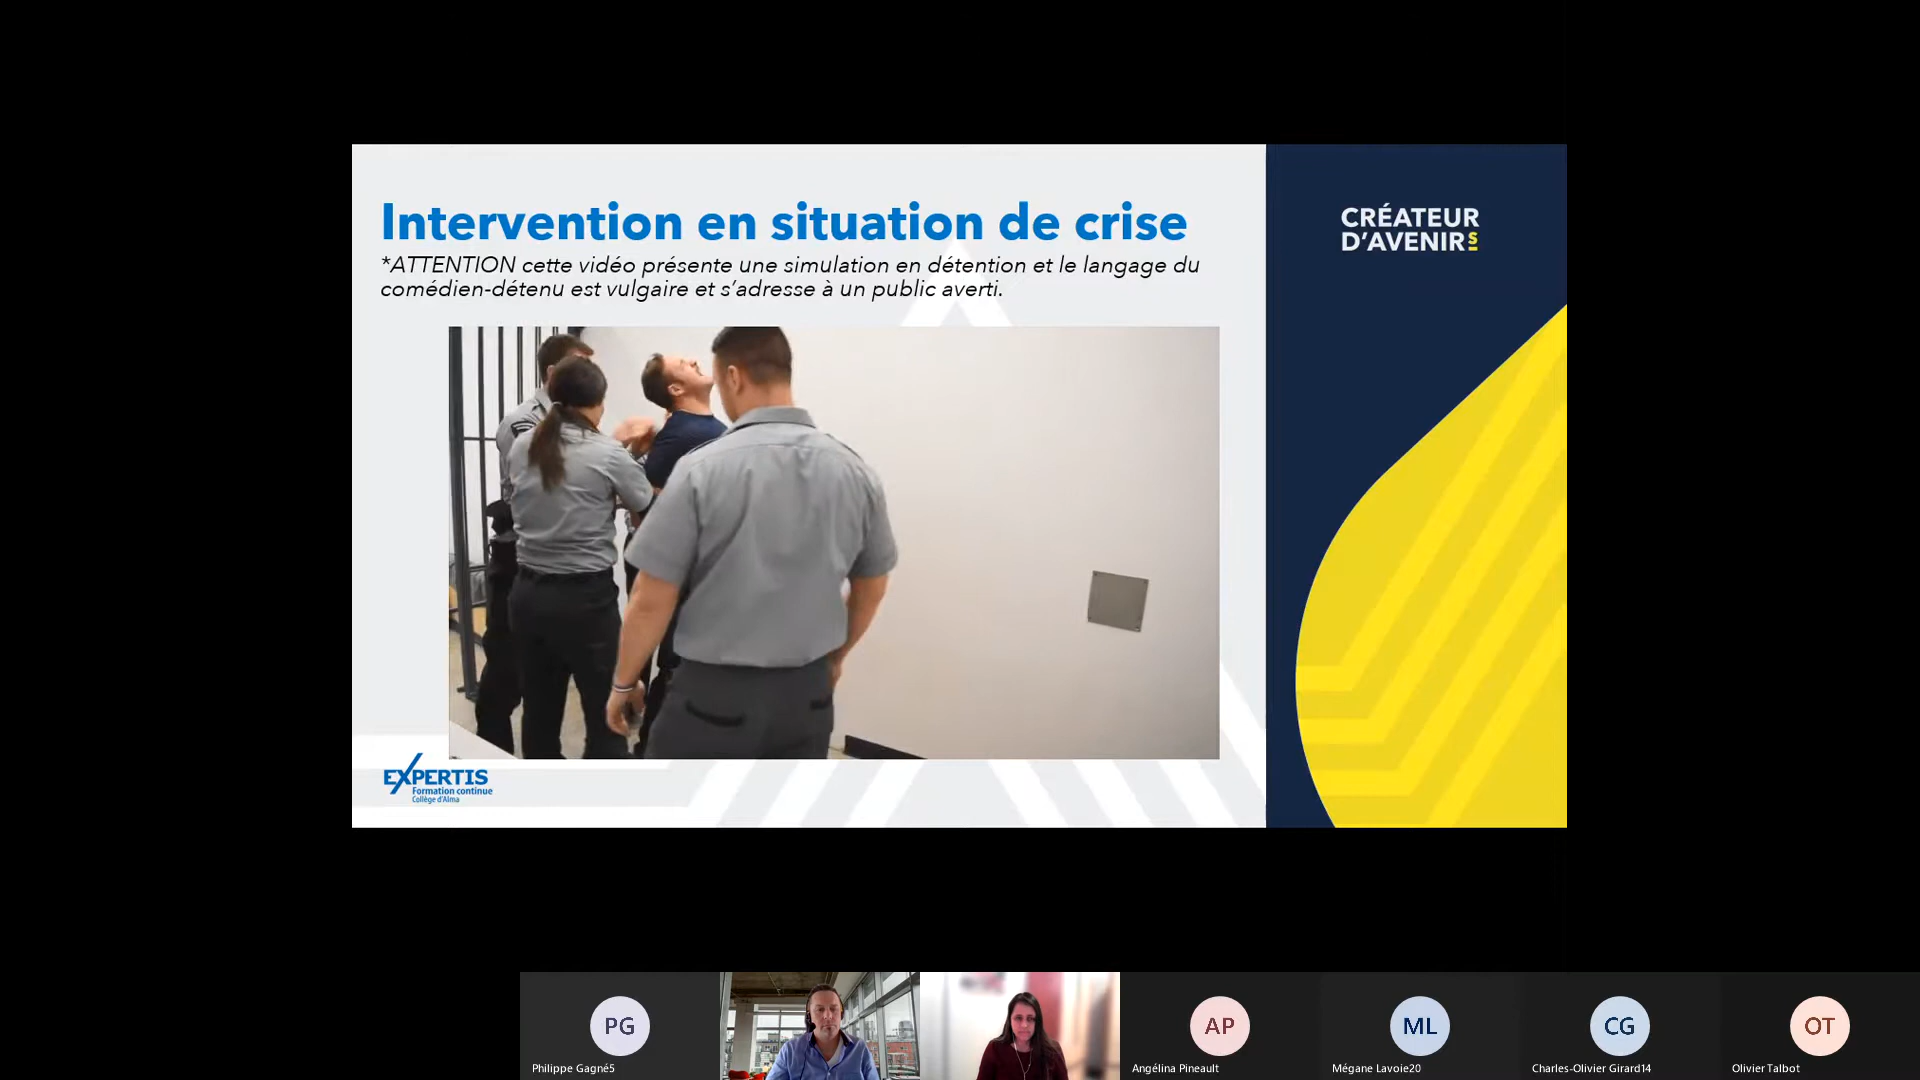 Intervention en situation de crise
*ATTENTION cette vidéo présente une simulation en détention et le langage du
comédien-détenu est vulgaire et s'adresse à un public averti.
CRÉATEUR
D'AVENIRS
EXPERTIS
Formation continue
Collège d'Alma
PG
Philippe Gagné5
AP
Angélina Pineault
ML
Mégane Lavoie20
CG
Charles-Olivier Girard14
OT
Olivier Talbot